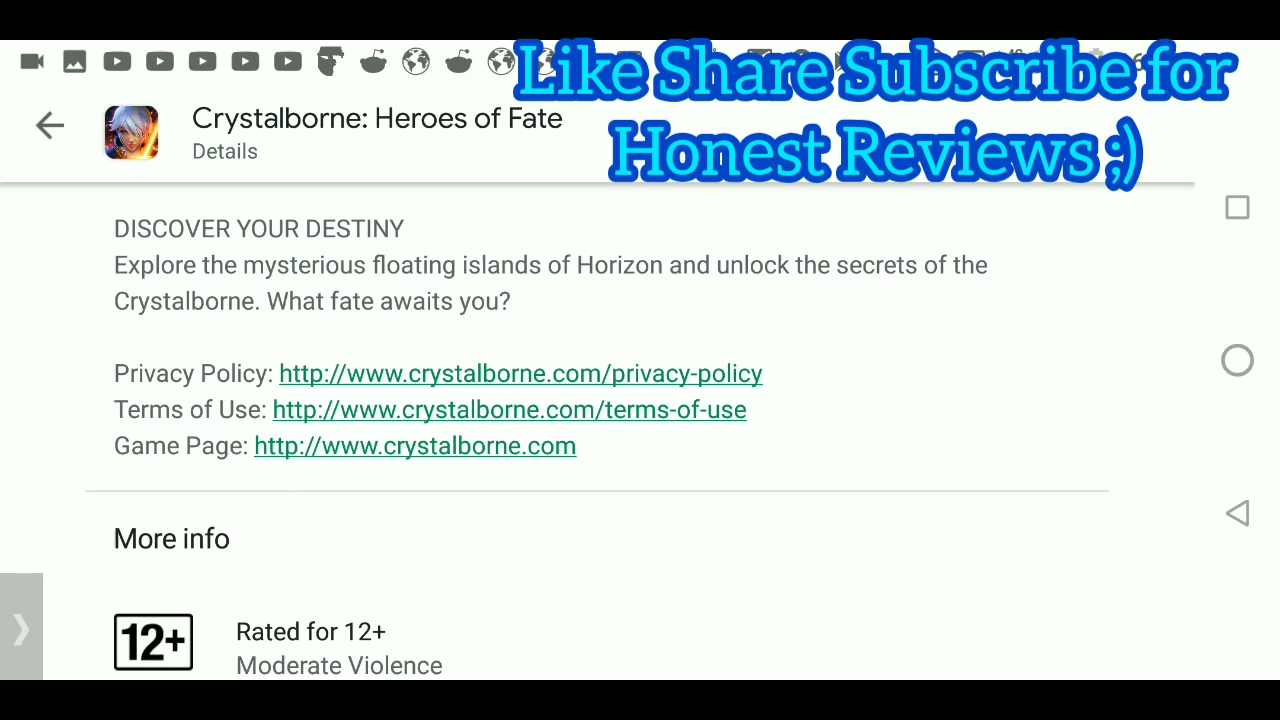 Like Share Subscribe for
Honest Reviews ;)
Crystalborne: Heroes of Fate
Details
DISCOVER YOUR DESTINY
Explore the mysterious floating islands of Horizon and unlock the secrets of the
Crystalborne. What fate awaits you?
Privacy Policy: http://www.crystalborne.com/privacy-policy
Terms of Use: http://www.crystalborne.com/terms-of-use
Game Page: http://www.crystalborne.com
More info
12+
Rated for 12+
Moderate Violence